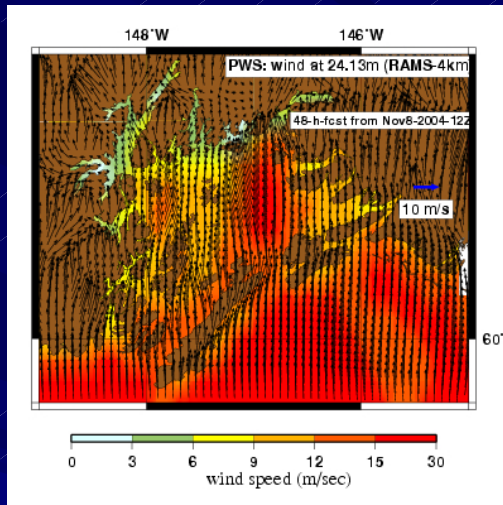 148°W 146°W
PWS: wind at 24.13m (RAMS-4km)
48-h-fcst from Nov8-2004-12Z
10 m/s
60°
0 3 6 9 12 15 30
wind speed (m/sec)